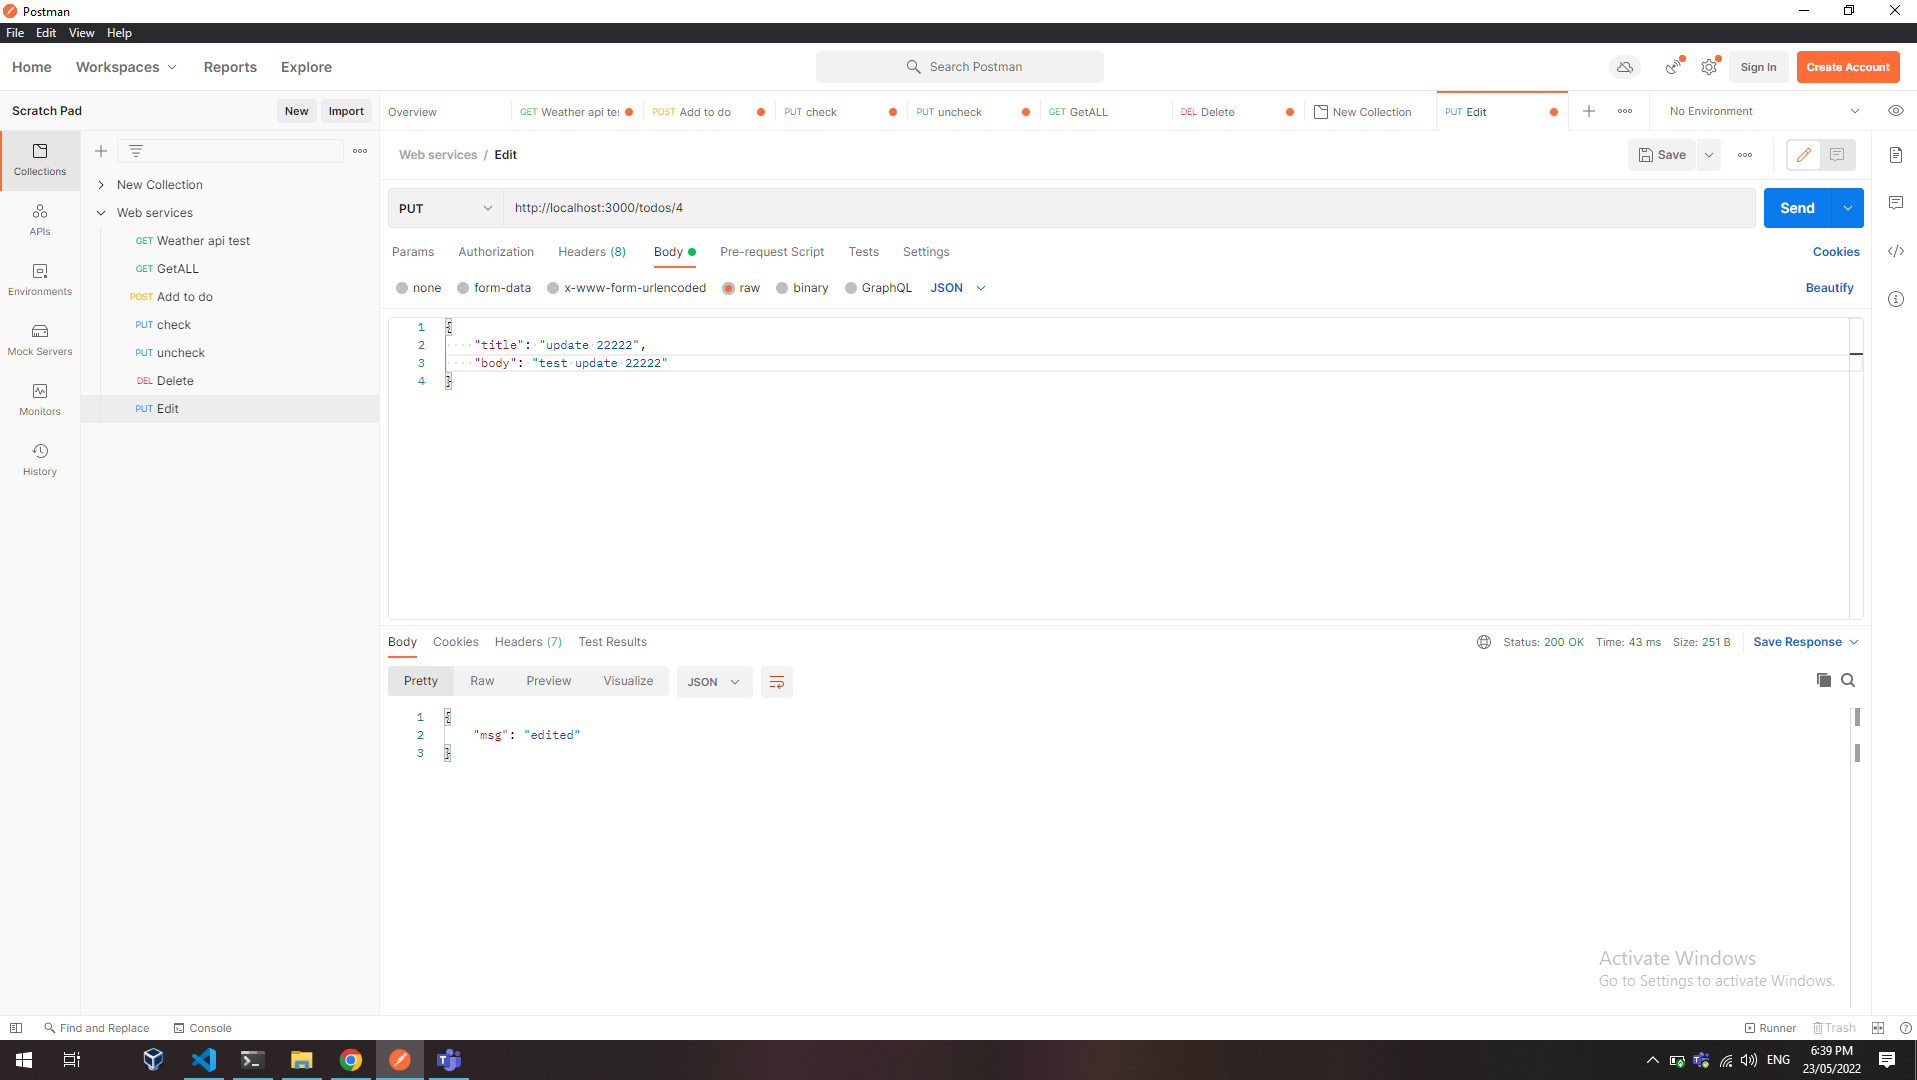 Postman
File Edit View Help
Home Workspaces Reports Explore Search Postman Sign In Create Account
Scratch Pad New Import Overview GET Weather api tes POST Add to do PUT check PUT uncheck GET GetALL DEL Delete New Collection PUT Edit No Environment
Collections
APIs
Environments
Mock Servers
Monitors
History
New Collection
Web services
GET Weather api test
GET GetALL
POST Add to do
PUT check
PUT uncheck
DEL Delete
PUT Edit
Web services / Edit Save
PUT http://localhost:3000/todos/4 Send
Params Authorization Headers (8) Body Pre-request Script Tests Settings Cookies
none form-data x-www-form-urlencoded raw binary GraphQL JSON Beautify
1 {
2 "title": "update 22222",
3 "body": "test update 22222"
4 }
Body Cookies Headers (7) Test Results Status: 200 OK Time: 43 ms Size: 251 B Save Response
Pretty Raw Preview Visualize JSON
1 {
2 "msg": "edited"
3 }
Activate Windows
Go to Settings to activate Windows.
Find and Replace Console Runner Trash
ENG 6:39 PM
23/05/2022